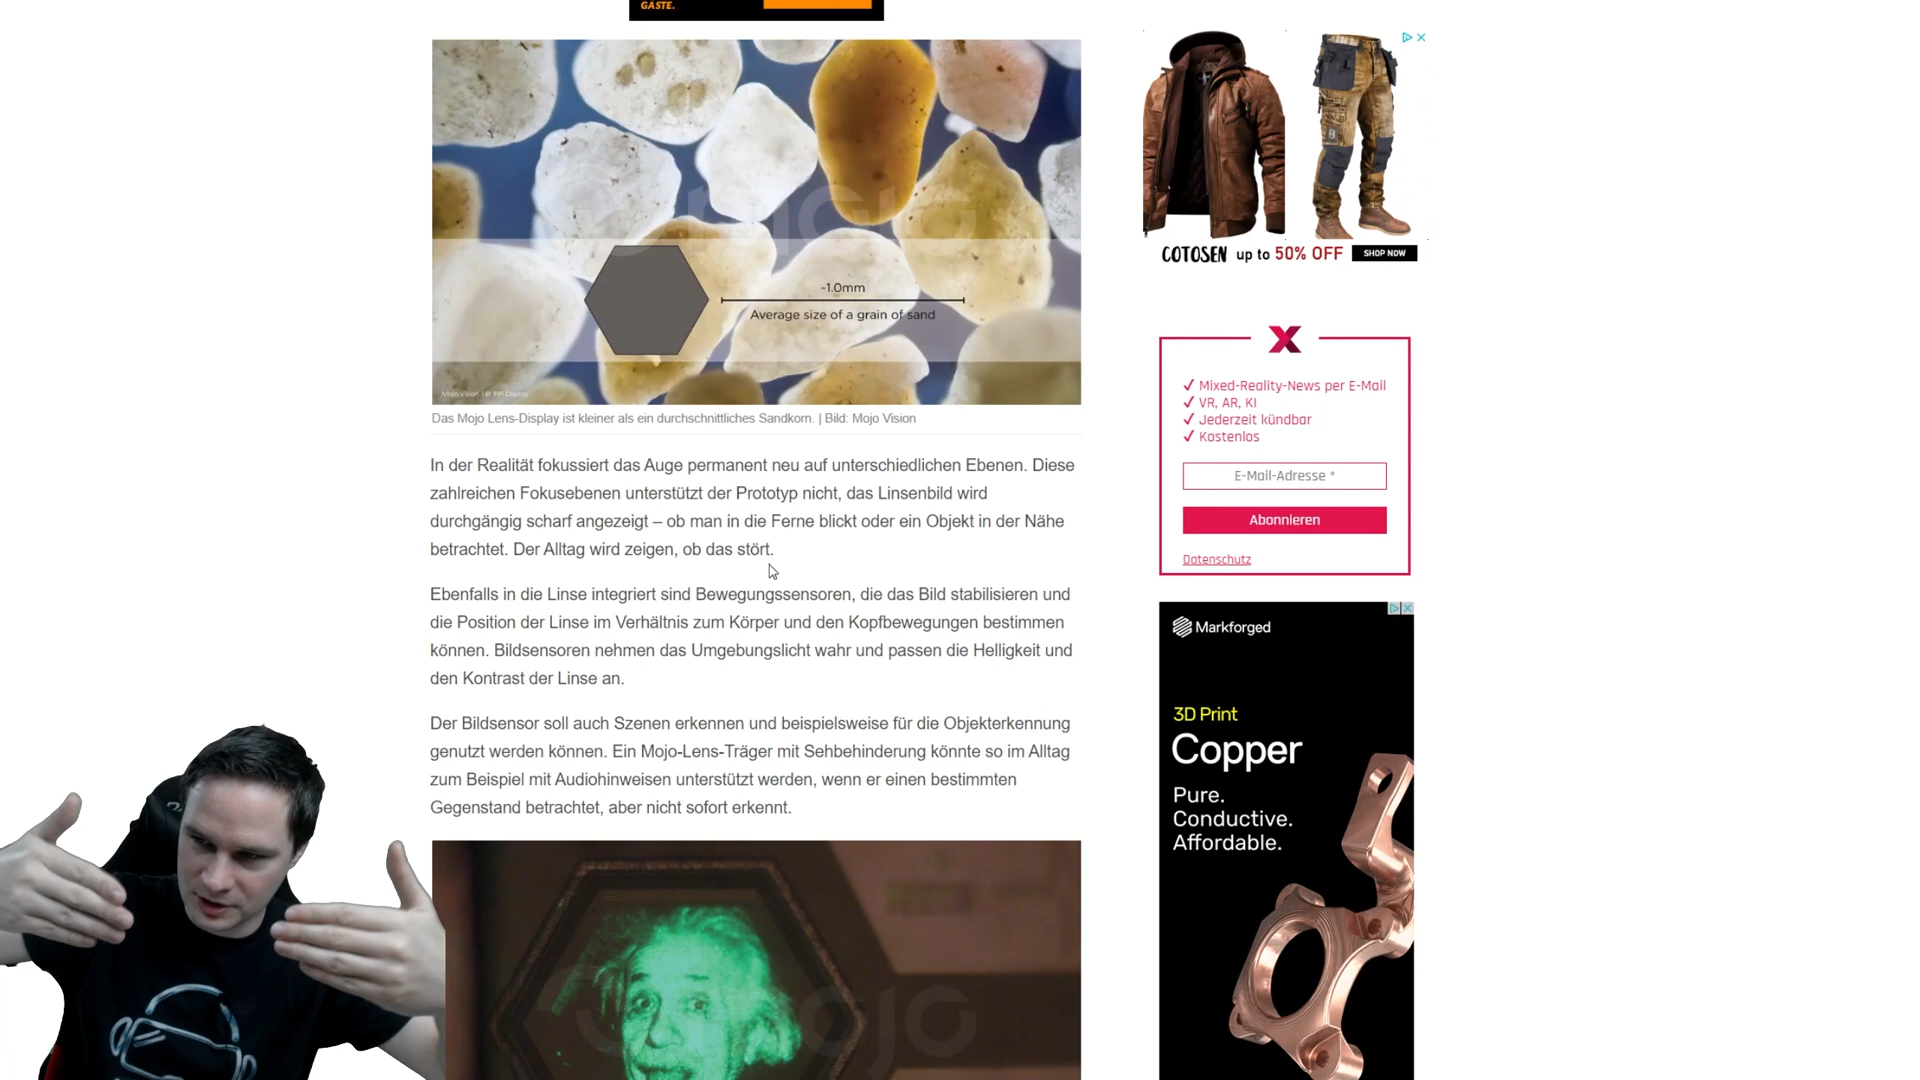 GÄSTE.
mojo
~1.0mm
Average size of a grain of sand
Mojo Vision 14K PPI Display
Das Mojo Lens-Display ist kleiner als ein durchschnittliches Sandkorn. | Bild: Mojo Vision
In der Realität fokussiert das Auge permanent neu auf unterschiedlichen Ebenen. Diese
zahlreichen Fokusebenen unterstützt der Prototyp nicht, das Linsenbild wird
durchgängig scharf angezeigt – ob man in die Ferne blickt oder ein Objekt in der Nähe
betrachtet. Der Alltag wird zeigen, ob das stört.
Ebenfalls in die Linse integriert sind Bewegungssensoren, die das Bild stabilisieren und
die Position der Linse im Verhältnis zum Körper und den Kopfbewegungen bestimmen
können. Bildsensoren nehmen das Umgebungslicht wahr und passen die Helligkeit und
den Kontrast der Linse an.
Der Bildsensor soll auch Szenen erkennen und beispielsweise für die Objekterkennung
genutzt werden können. Ein Mojo-Lens-Träger mit Sehbehinderung könnte so im Alltag
zum Beispiel mit Audiohinweisen unterstützt werden, wenn er einen bestimmten
Gegenstand betrachtet, aber nicht sofort erkennt.
mojo
COTOSEN up to 50% OFF SHOP NOW
X
✓ Mixed-Reality-News per E-Mail
✓ VR, AR, KI
✓ Jederzeit kündbar
✓ Kostenlos
E-Mail-Adresse *
Abonnieren
Datenschutz
Markforged
3D Print
Copper
Pure.
Conductive.
Affordable.